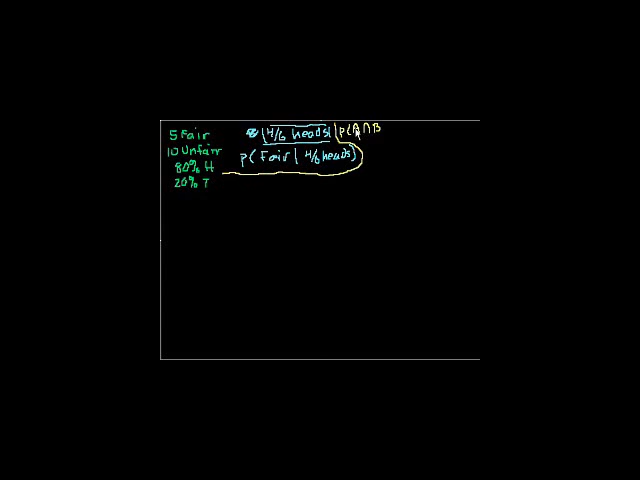 5 Fair
10 Unfair
80% H
20% T
4/6 heads
P(A∩B
P(Fair | 4/6 heads)